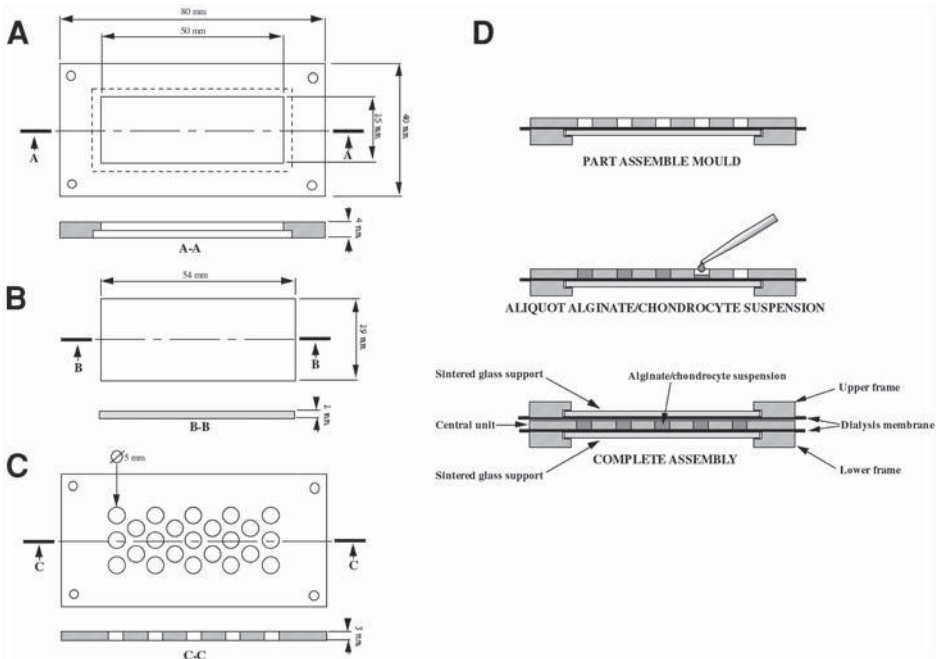 A
80 mm
50 mm
25 mm
40 mm
A
A
4 mm
A-A
B
54 mm
29 mm
B
B
2 mm
B-B
C
Ø5 mm
C
C
3 mm
C-C
D
PART ASSEMBLE MOULD
ALIQUOT ALGINATE/CHONDROCYTE SUSPENSION
Sintered glass support
Alginate/chondrocyte suspension
Upper frame
Central unit
Dialysis membrane
COMPLETE ASSEMBLY
Sintered glass support
Lower frame